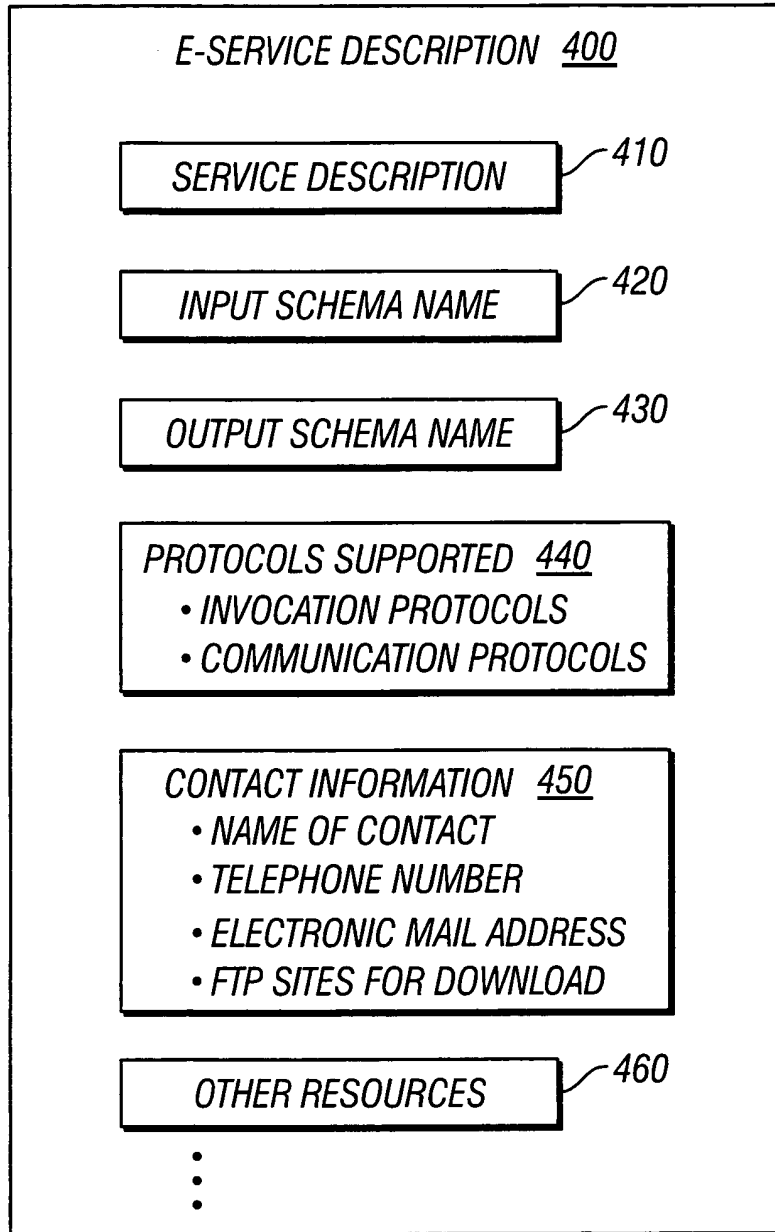 E-SERVICE DESCRIPTION 400
SERVICE DESCRIPTION 410
INPUT SCHEMA NAME 420
OUTPUT SCHEMA NAME 430
PROTOCOLS SUPPORTED 440
• INVOCATION PROTOCOLS
• COMMUNICATION PROTOCOLS
CONTACT INFORMATION 450
• NAME OF CONTACT
• TELEPHONE NUMBER
• ELECTRONIC MAIL ADDRESS
• FTP SITES FOR DOWNLOAD
OTHER RESOURCES 460